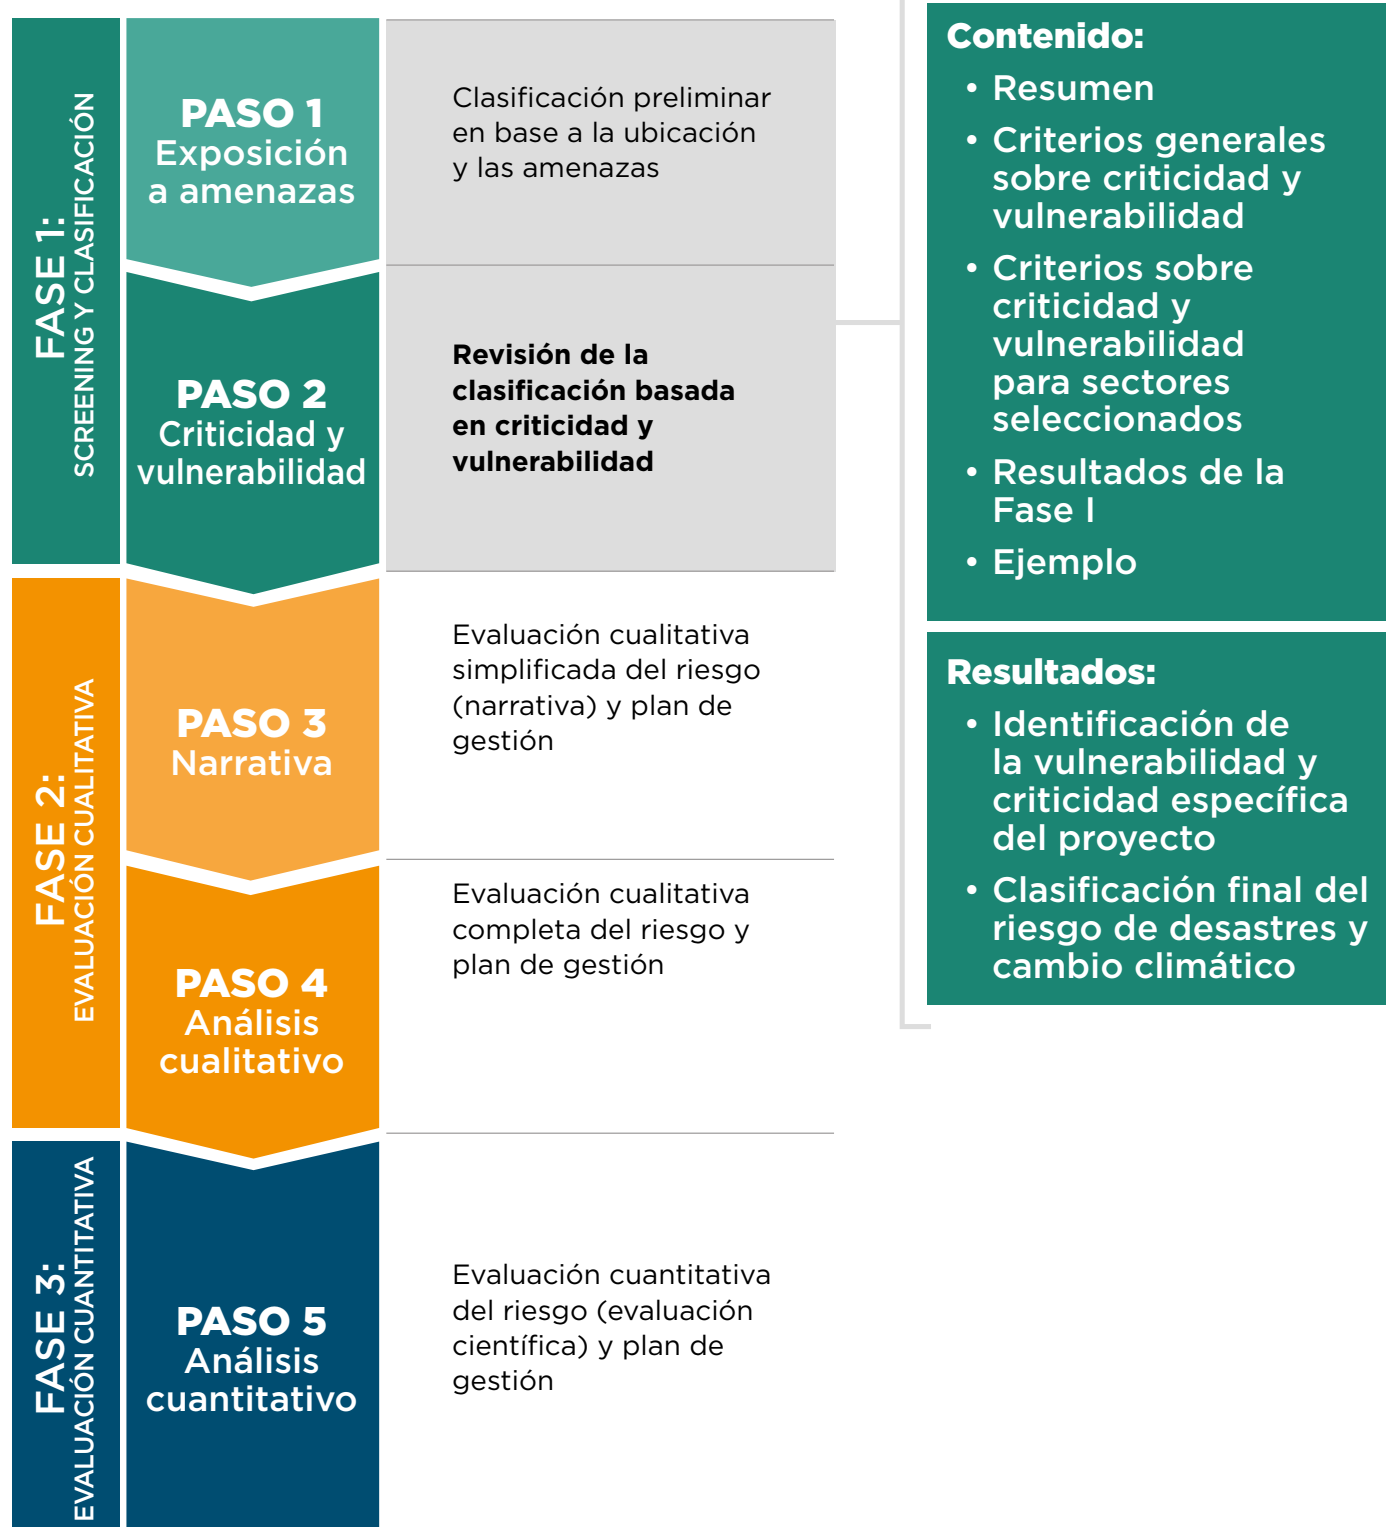 FASE 1:
SCREENING Y CLASIFICACIÓN
PASO 1
Exposición
a amenazas
Clasificación preliminar
en base a la ubicación
y las amenazas
PASO 2
Criticidad y
vulnerabilidad
Revisión de la
clasificación basada
en criticidad y
vulnerabilidad
FASE 2:
EVALUACIÓN CUALITATIVA
PASO 3
Narrativa
Evaluación cualitativa
simplificada del riesgo
(narrativa) y plan de
gestión
PASO 4
Análisis
cualitativo
Evaluación cualitativa
completa del riesgo y
plan de gestión
FASE 3:
EVALUACIÓN CUANTITATIVA
PASO 5
Análisis
cuantitativo
Evaluación cuantitativa
del riesgo (evaluación
científica) y plan de
gestión
Contenido:
• Resumen
• Criterios generales
sobre criticidad y
vulnerabilidad
• Criterios sobre
criticidad y
vulnerabilidad
para sectores
seleccionados
• Resultados de la
Fase I
• Ejemplo
Resultados:
• Identificación de
la vulnerabilidad y
criticidad específica
del proyecto
• Clasificación final del
riesgo de desastres y
cambio climático